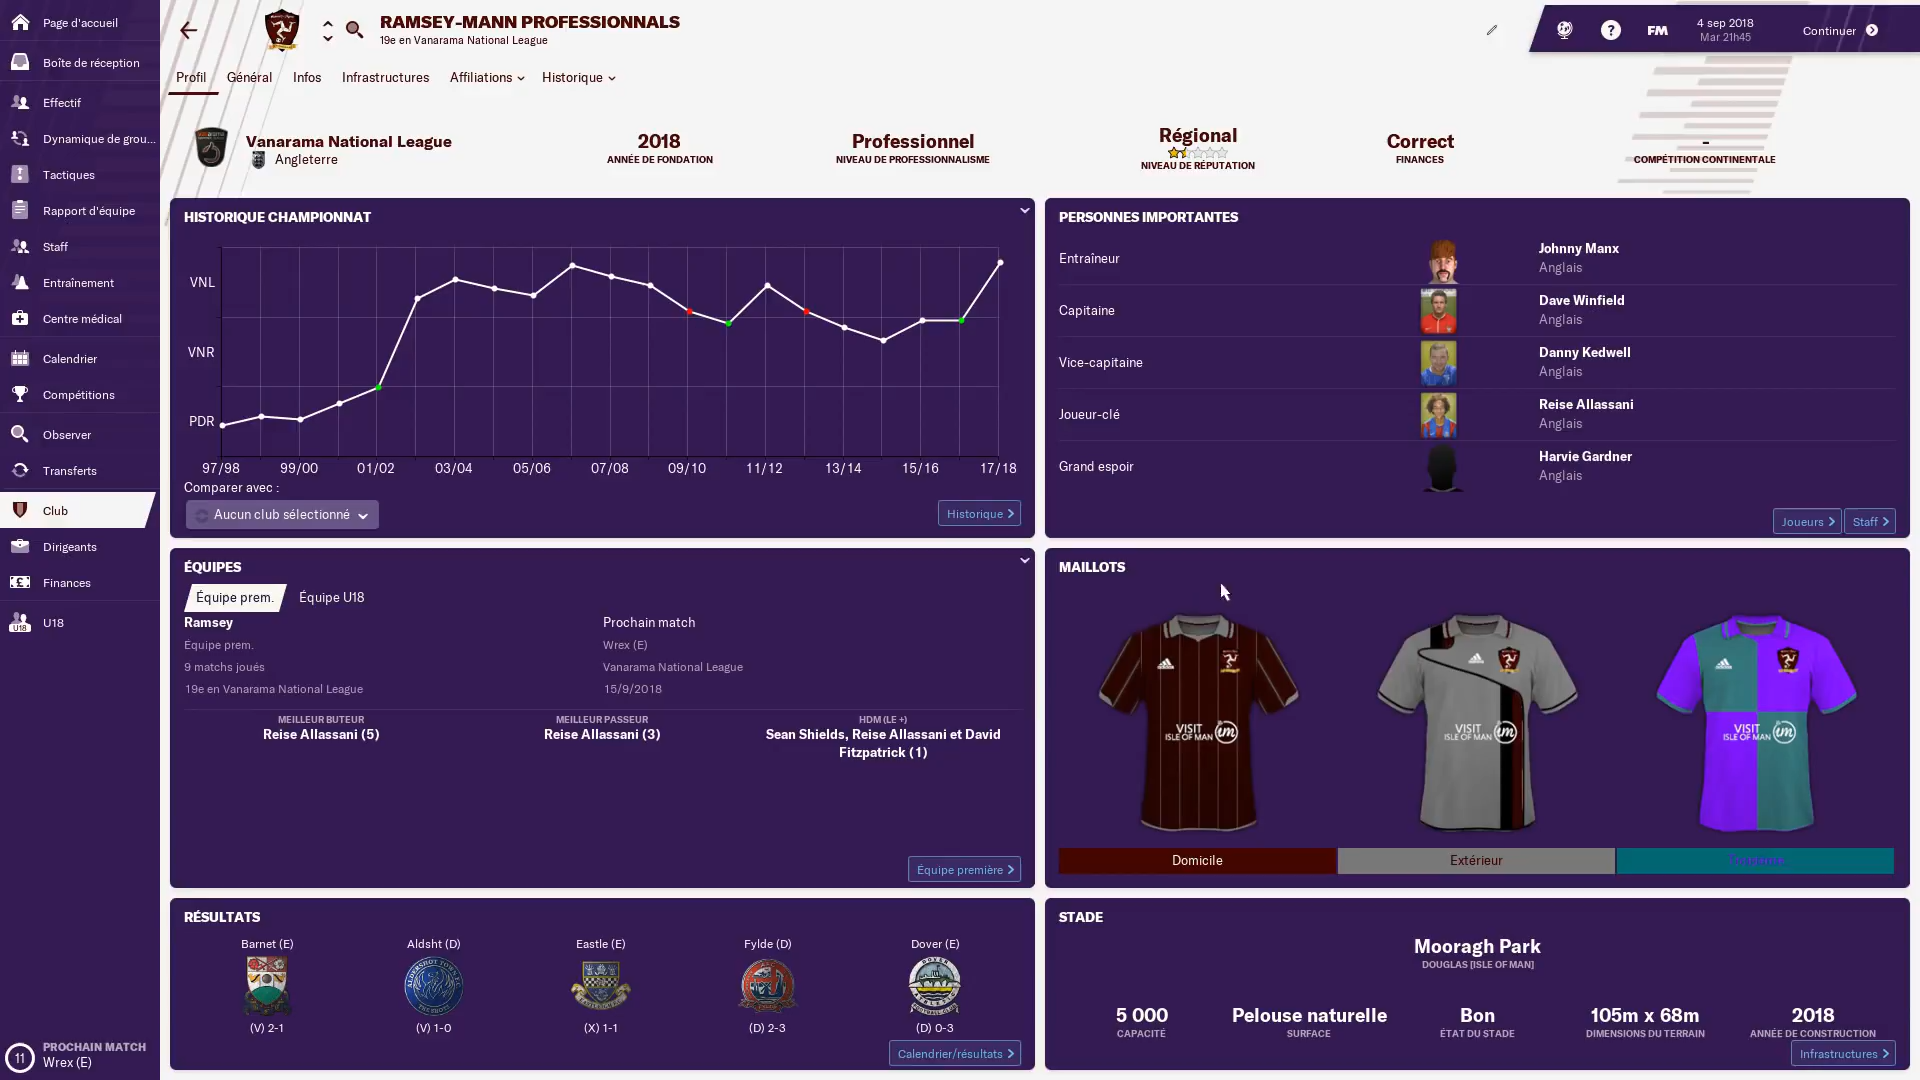 Page d'accueil
Boîte de réception
Effectif
Dynamique de grou...
Tactiques
Rapport d'équipe
Staff
Entraînement
Centre médical
Calendrier
Compétitions
Observer
Transferts
Club
Dirigeants
Finances
U18
U18
11
PROCHAIN MATCH
Wrex (E)
RAMSEY-MANN PROFESSIONNALS
19e en Vanarama National League
FM
4 sep 2018
Mar 21h45
Continuer
Profil
Général
Infos
Infrastructures
Affiliations
Historique
Vanarama National League
Angleterre
2018
ANNÉE DE FONDATION
Professionnel
NIVEAU DE PROFESSIONNALISME
Régional
NIVEAU DE RÉPUTATION
Correct
FINANCES
-
COMPÉTITION CONTINENTALE
HISTORIQUE CHAMPIONNAT
VNL
VNR
PDR
97/98 99/00 01/02 03/04 05/06 07/08 09/10 11/12 13/14 15/16 17/18
Comparer avec :
Aucun club sélectionné
Historique
PERSONNES IMPORTANTES
Entraîneur
Johnny Manx
Anglais
Capitaine
Dave Winfield
Anglais
Vice-capitaine
Danny Kedwell
Anglais
Joueur-clé
Reise Allassani
Anglais
Grand espoir
Harvie Gardner
Anglais
Joueurs
Staff
ÉQUIPES
Équipe prem.
Équipe U18
Ramsey
Équipe prem.
9 matchs joués
19e en Vanarama National League
Prochain match
Wrex (E)
Vanarama National League
15/9/2018
MEILLEUR BUTEUR
Reise Allassani (5)
MEILLEUR PASSEUR
Reise Allassani (3)
HDM (LE +)
Sean Shields, Reise Allassani et David
Fitzpatrick (1)
Équipe première
MAILLOTS
adidas
VISIT
ISLE OF MAN im
adidas
VISIT
ISLE OF MAN im
adidas
VISIT
ISLE OF MAN im
Domicile
Extérieur
RÉSULTATS
Barnet (E)
(V) 2-1
Aldsht (D)
(V) 1-0
Eastle (E)
(X) 1-1
Fylde (D)
(D) 2-3
Dover (E)
(D) 0-3
Calendrier/résultats
STADE
Mooragh Park
DOUGLAS [ISLE OF MAN]
5 000
CAPACITÉ
Pelouse naturelle
SURFACE
Bon
ÉTAT DU STADE
105m x 68m
DIMENSIONS DU TERRAIN
2018
ANNÉE DE CONSTRUCTION
Infrastructures